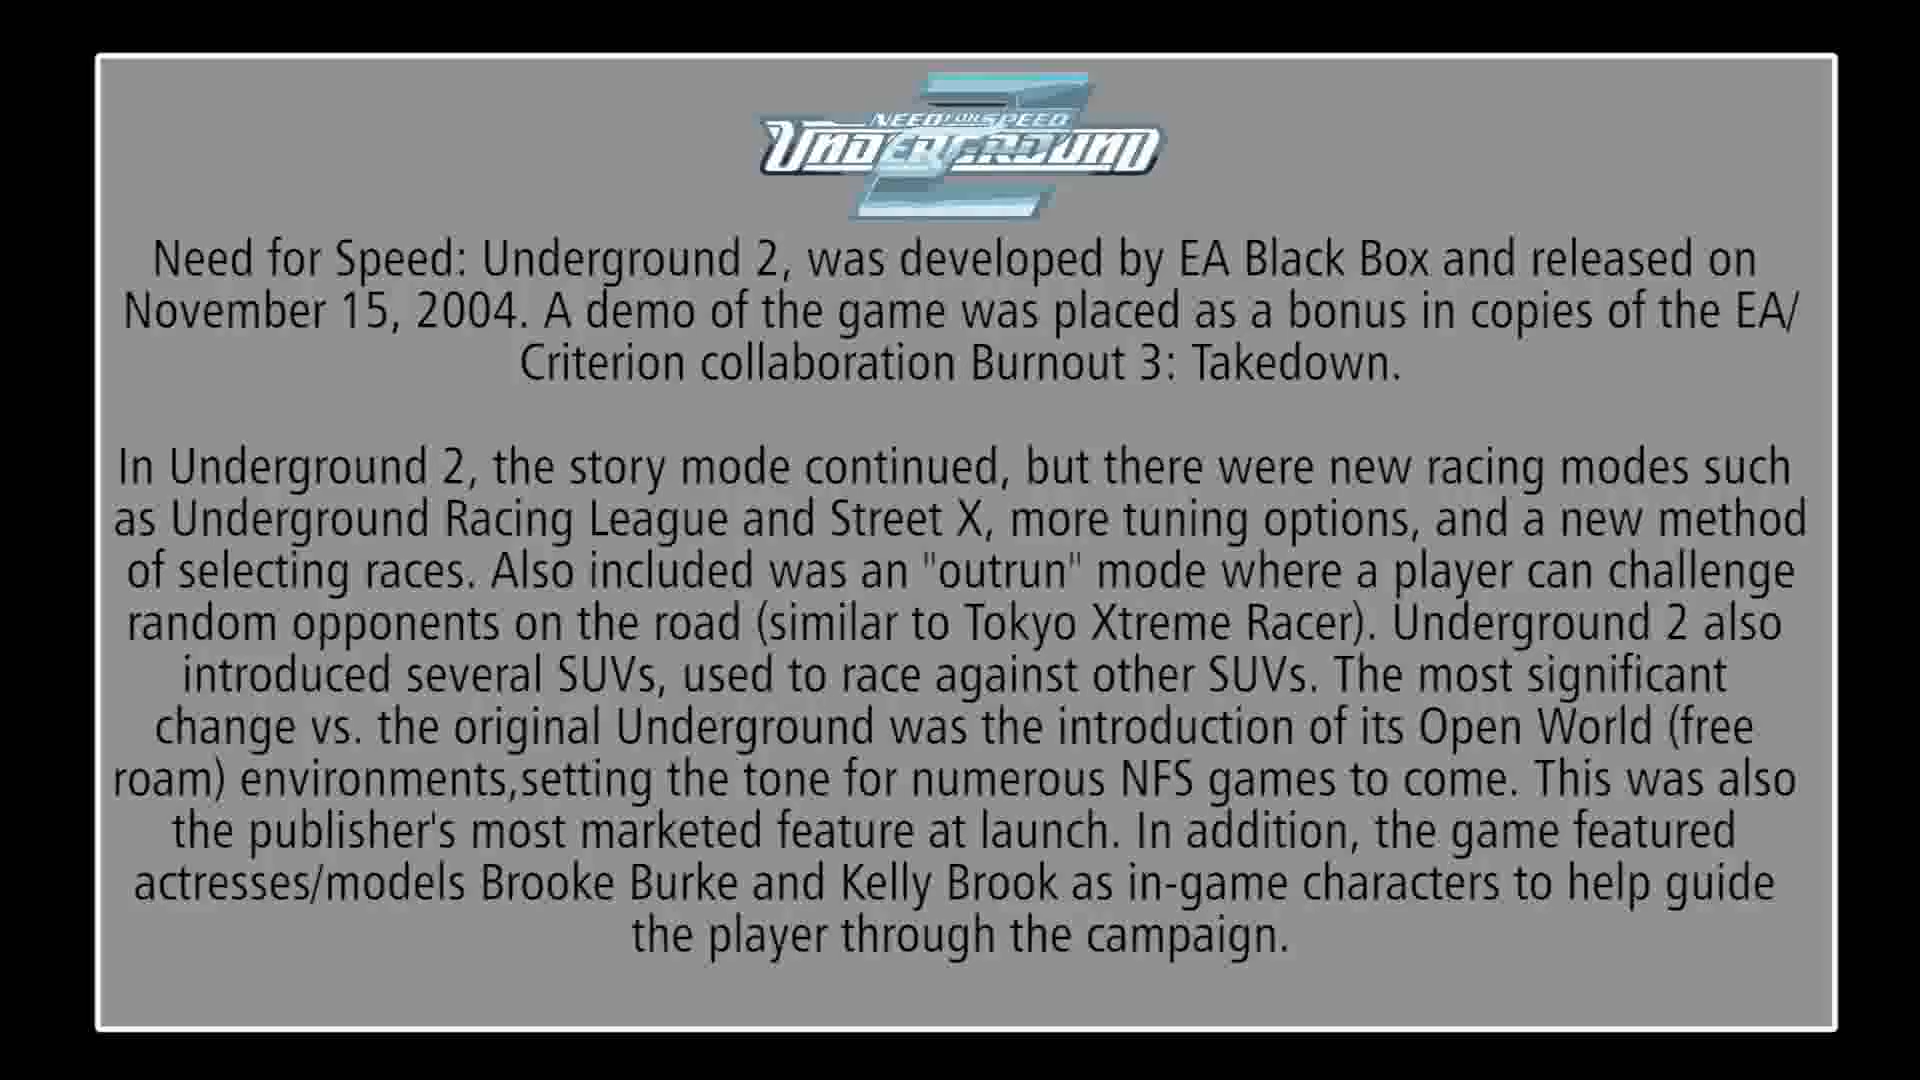 NEED FOR SPEED
UNDERGROUND
2
Need for Speed: Underground 2, was developed by EA Black Box and released on
November 15, 2004. A demo of the game was placed as a bonus in copies of the EA/
Criterion collaboration Burnout 3: Takedown.
In Underground 2, the story mode continued, but there were new racing modes such
as Underground Racing League and Street X, more tuning options, and a new method
of selecting races. Also included was an "outrun" mode where a player can challenge
random opponents on the road (similar to Tokyo Xtreme Racer). Underground 2 also
introduced several SUVs, used to race against other SUVs. The most significant
change vs. the original Underground was the introduction of its Open World (free
roam) environments,setting the tone for numerous NFS games to come. This was also
the publisher's most marketed feature at launch. In addition, the game featured
actresses/models Brooke Burke and Kelly Brook as in-game characters to help guide
the player through the campaign.